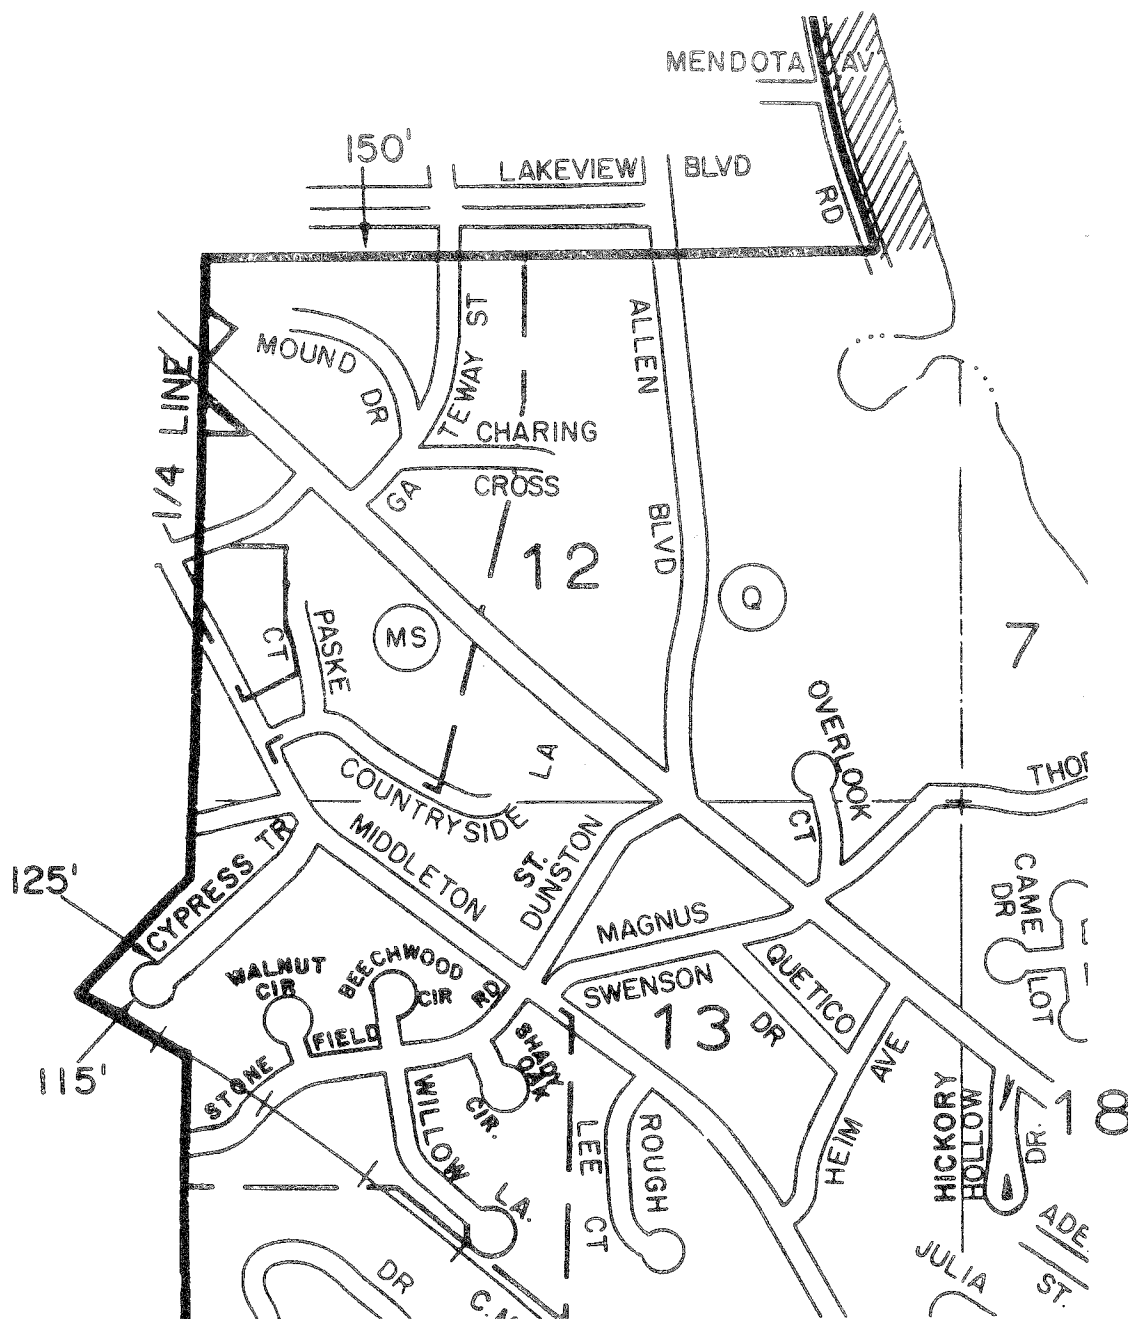 MENDOTA AV
150'
LAKEVIEW BLVD
RD
MOUND DR
GATEWAY ST
ALLEN BLVD
1/4 LINE
CHARING
CROSS
12
Q
MS
7
PASKE
CT
OVERLOOK
CT
LA
COUNTRYSIDE
THO
MIDDLETON
RD
ST.
DUNSTON
125'
CYPRESS TR
CAME
DR
LOT
MAGNUS
WALNUT
CIR
BEECHWOOD
CIR
SWENSON
DR
QUETICO
13
STONE FIELD
SHADY
OAK
CIR.
115'
WILLOW
LA.
LEE CT
ROUGH
HEIM AVE
HICKORY
HOLLOW
DR.
18
ADE
ST.
JULIA
DR
C.